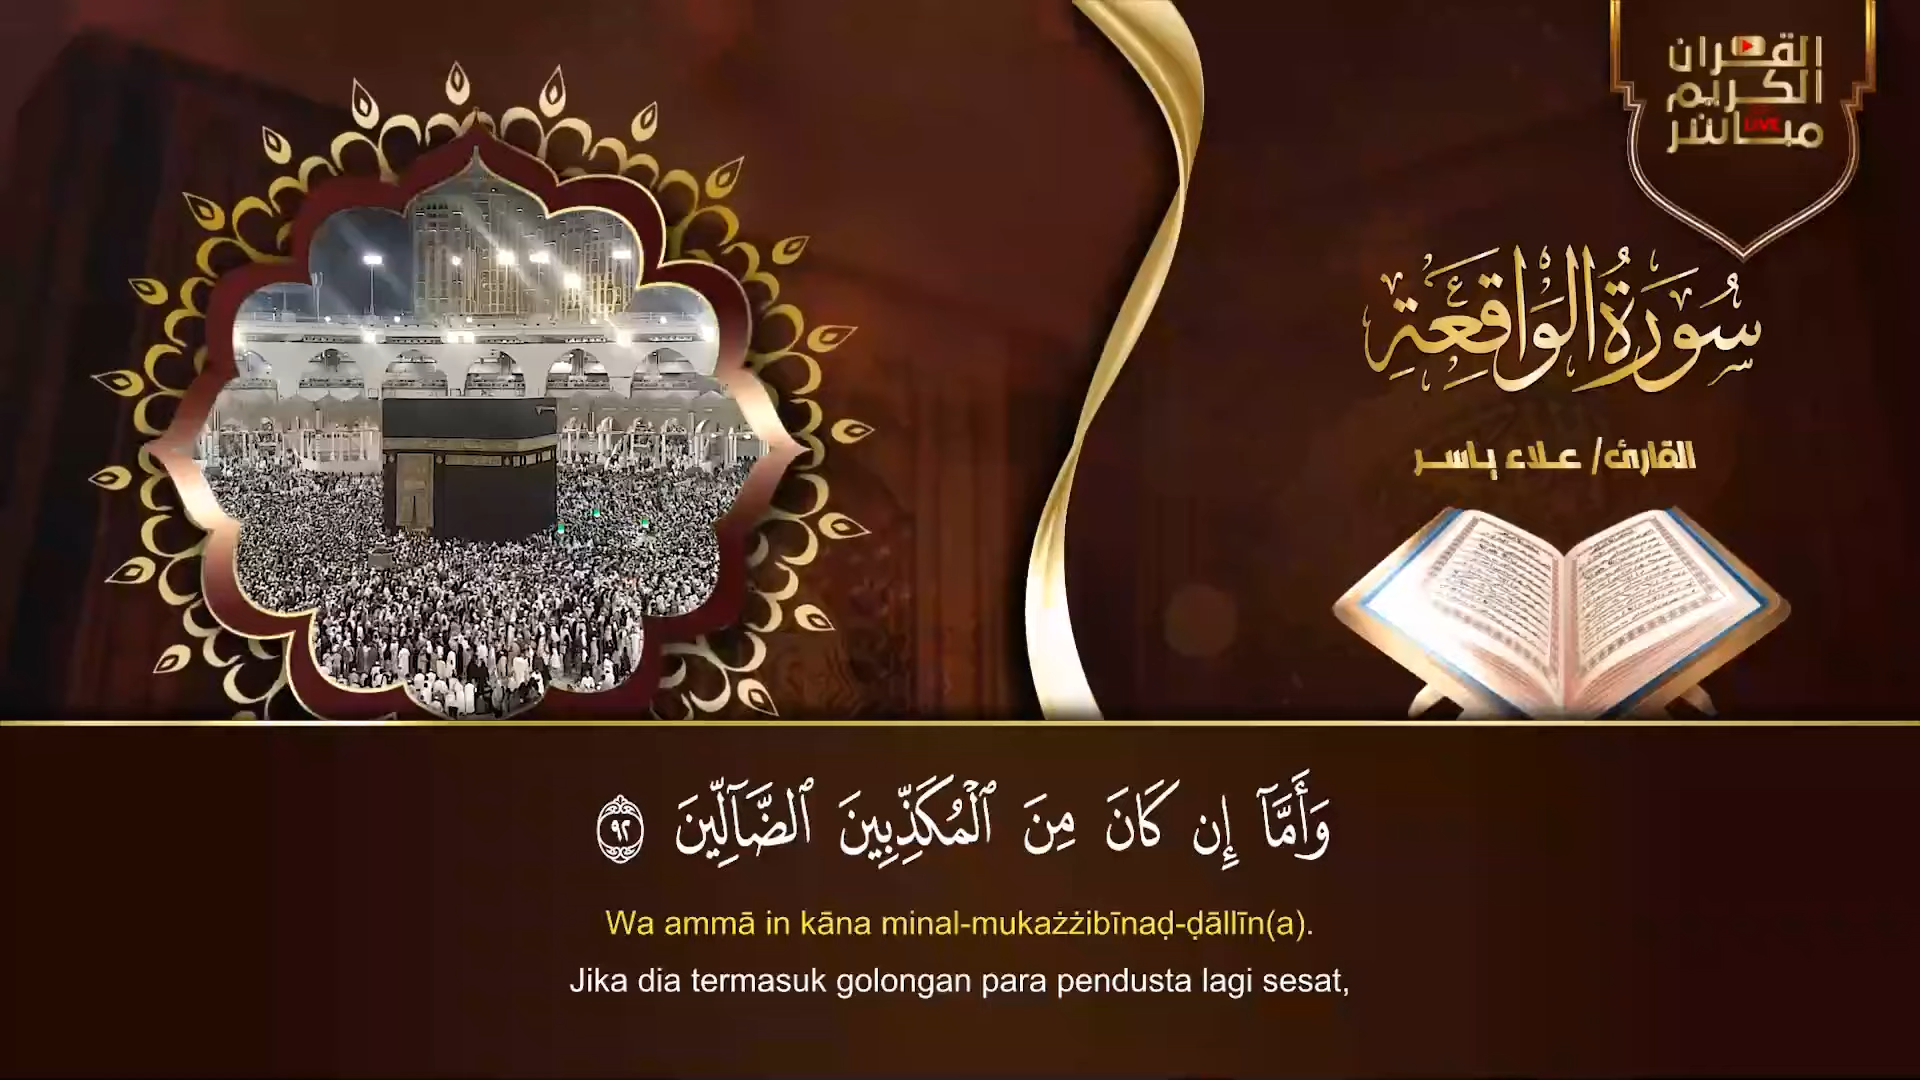 القرآن
الكريم
مباشر
LIVE
سُورَةُ الوَاقِعَةِ
القارئ/ علاء ياسر
وَأَمَّآ إِن كَانَ مِنَ ٱلْمُكَذِّبِينَ ٱلضَّآلِّينَ ٩٢
Wa ammā in kāna minal-mukażżibīnaḍ-ḍāllīn(a).
Jika dia termasuk golongan para pendusta lagi sesat,